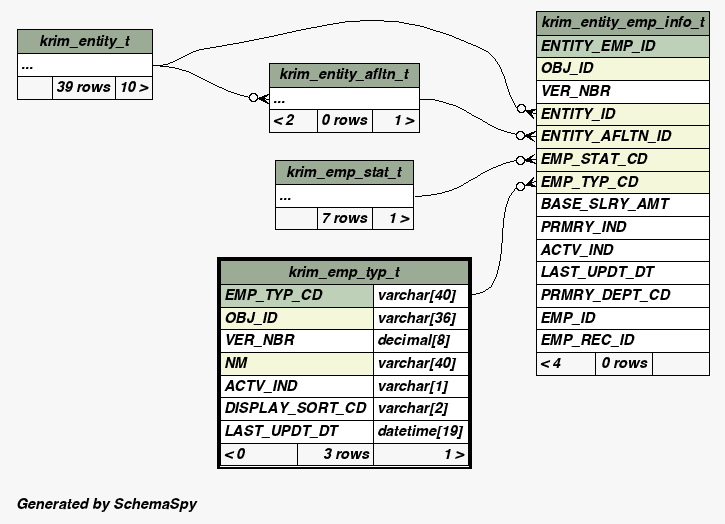 krim_entity_t
...
39 rows 10 >
krim_entity_afltn_t
...
< 2 0 rows 1 >
krim_emp_stat_t
...
7 rows 1 >
krim_emp_typ_t
EMP_TYP_CD varchar[40]
OBJ_ID varchar[36]
VER_NBR decimal[8]
NM varchar[40]
ACTV_IND varchar[1]
DISPLAY_SORT_CD varchar[2]
LAST_UPDT_DT datetime[19]
< 0 3 rows 1 >
krim_entity_emp_info_t
ENTITY_EMP_ID
OBJ_ID
VER_NBR
ENTITY_ID
ENTITY_AFLTN_ID
EMP_STAT_CD
EMP_TYP_CD
BASE_SLRY_AMT
PRMRY_IND
ACTV_IND
LAST_UPDT_DT
PRMRY_DEPT_CD
EMP_ID
EMP_REC_ID
< 4 0 rows
Generated by SchemaSpy